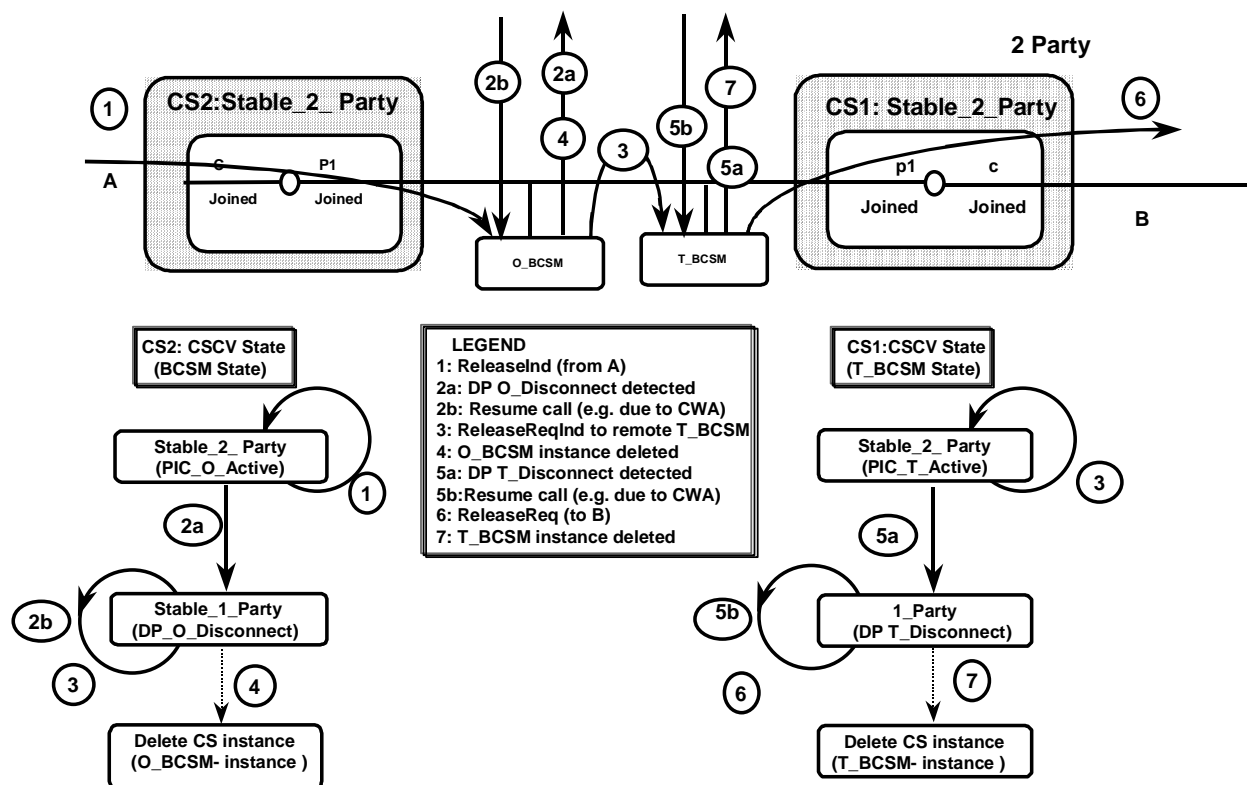 2 Party
1
CS2:Stable_2_ Party
2b
2a
7
CS1: Stable_2_Party
6
4
3
5b
5a
A
C
P1
Joined
Joined
p1
c
Joined
Joined
B
O_BCSM
T_BCSM
CS2: CSCV State
(BCSM State)
Stable_2_ Party
(PIC_O_Active)
1
2a
Stable_1_Party
(DP_O_Disconnect)
2b
3
4
Delete CS instance
(O_BCSM- instance )
LEGEND
1: ReleaseInd (from A)
2a: DP O_Disconnect detected
2b: Resume call (e.g. due to CWA)
3: ReleaseReqInd to remote T_BCSM
4: O_BCSM instance deleted
5a: DP T_Disconnect detected
5b:Resume call (e.g. due to CWA)
6: ReleaseReq (to B)
7: T_BCSM instance deleted
CS1:CSCV State
(T_BCSM State)
Stable_2_ Party
(PIC_T_Active)
3
5a
1_Party
(DP T_Disconnect)
5b
6
7
Delete CS instance
(T_BCSM- instance )